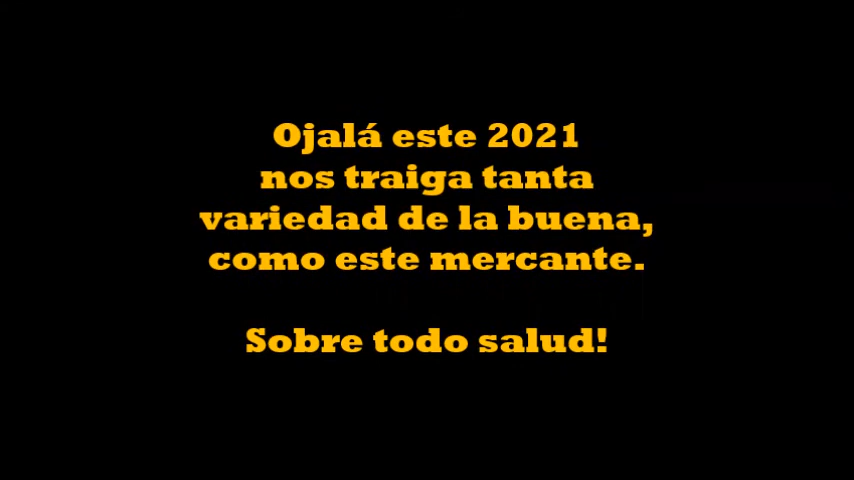 Ojalá este 2021
nos traiga tanta
variedad de la buena,
como este mercante.
Sobre todo salud!